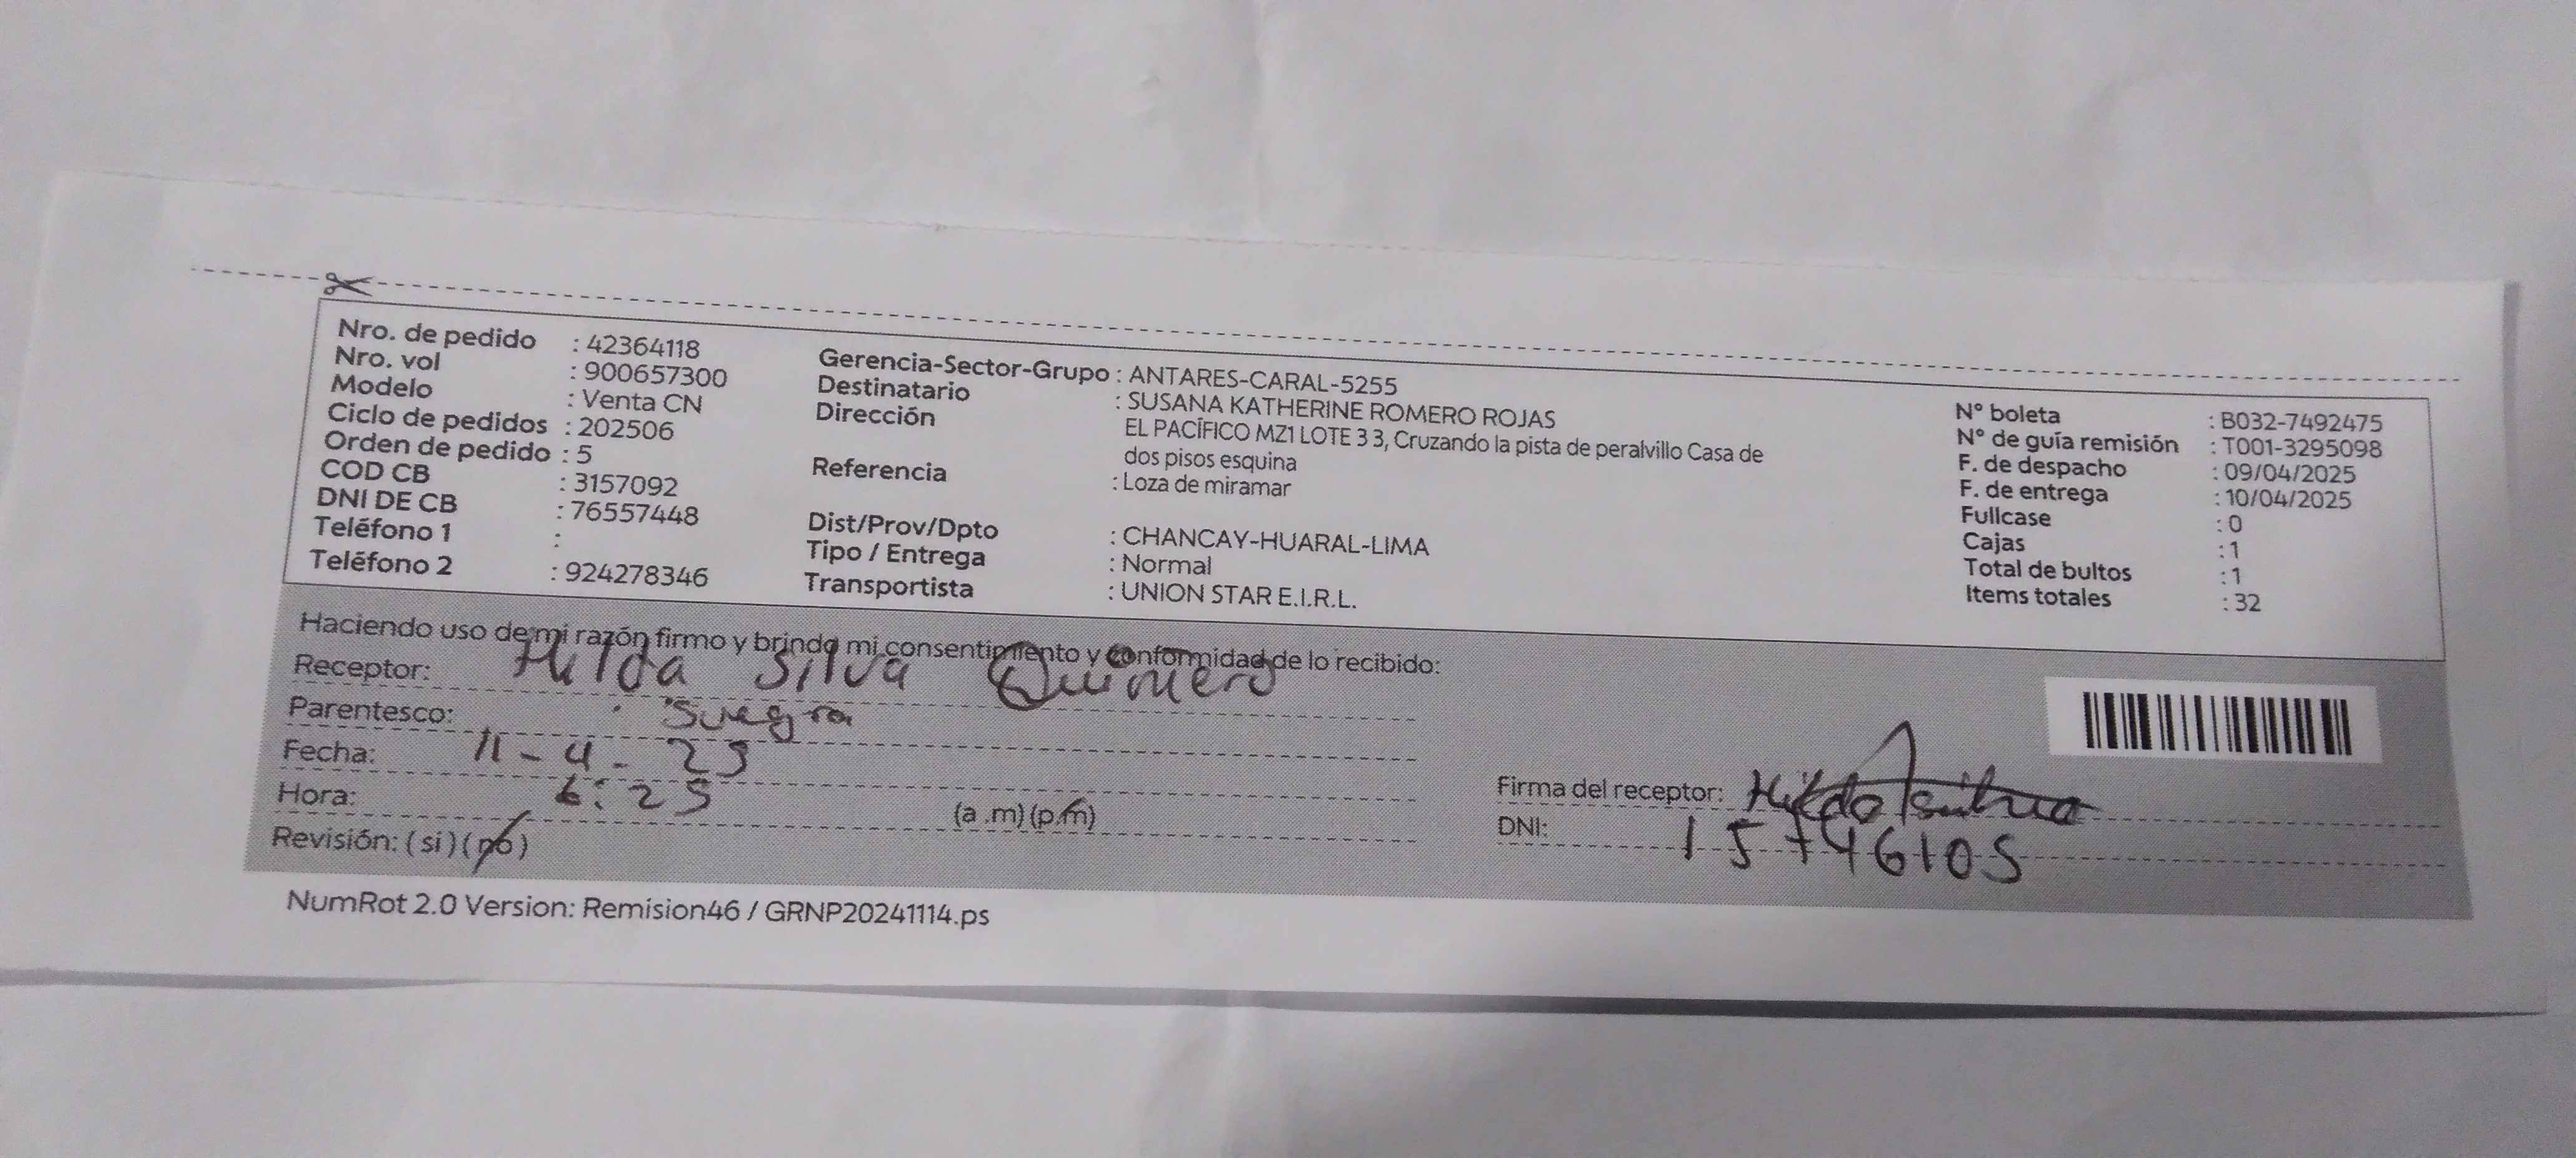 Nro. de pedido : 42364118
Nro. vol : 900657300
Modelo : Venta CN
Ciclo de pedidos : 202506
Orden de pedido : 5
COD CB : 3157092
DNI DE CB : 76557448
Teléfono 1 :
Teléfono 2 : 924278346
Gerencia-Sector-Grupo : ANTARES-CARAL-5255
Destinatario : SUSANA KATHERINE ROMERO ROJAS
Dirección EL PACÍFICO MZ1 LOTE 3 3, Cruzando la pista de peralvillo Casa de
dos pisos esquina
Referencia : Loza de miramar
Dist/Prov/Dpto : CHANCAY-HUARAL-LIMA
Tipo / Entrega : Normal
Transportista : UNION STAR E.I.R.L.
N° boleta : B032-7492475
N° de guía remisión : T001-3295098
F. de despacho : 09/04/2025
F. de entrega : 10/04/2025
Fullcase : 0
Cajas : 1
Total de bultos : 1
Items totales : 32
Haciendo uso de mi razón firmo y brindo mi consentimiento y conformidad de lo recibido:
Receptor: Hilda Silva
Parentesco: Suegra
Fecha: 11-4-25
Hora: 6:25 (a .m) (p.m)
Revisión: (si) (no)
Firma del receptor: Hilda
DNI: 15746105
NumRot 2.0 Version: Remision46 / GRNP20241114.ps